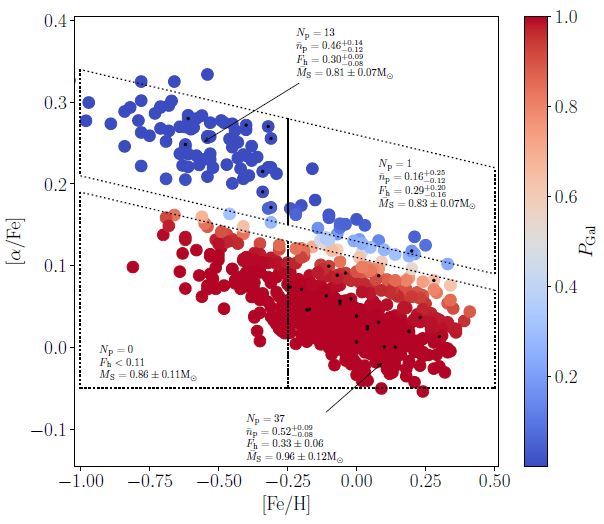 0.4
0.3
0.2
0.1
0.0
−0.1
[α/Fe]
−1.00 −0.75 −0.50 −0.25 0.00 0.25 0.50
[Fe/H]
N_p = 13
n̄_p = 0.46^{+0.14}_{−0.12}
F_h = 0.30^{+0.09}_{−0.08}
M̄_S = 0.81 ± 0.07M_⊙
N_p = 1
n̄_p = 0.16^{+0.25}_{−0.12}
F_h = 0.29^{+0.20}_{−0.16}
M̄_S = 0.83 ± 0.07M_⊙
N_p = 0
F_h < 0.11
M̄_S = 0.86 ± 0.11M_⊙
N_p = 37
n̄_p = 0.52^{+0.09}_{−0.08}
F_h = 0.33 ± 0.06
M̄_S = 0.96 ± 0.12M_⊙
1.0
0.8
0.6
0.4
0.2
P_Gal